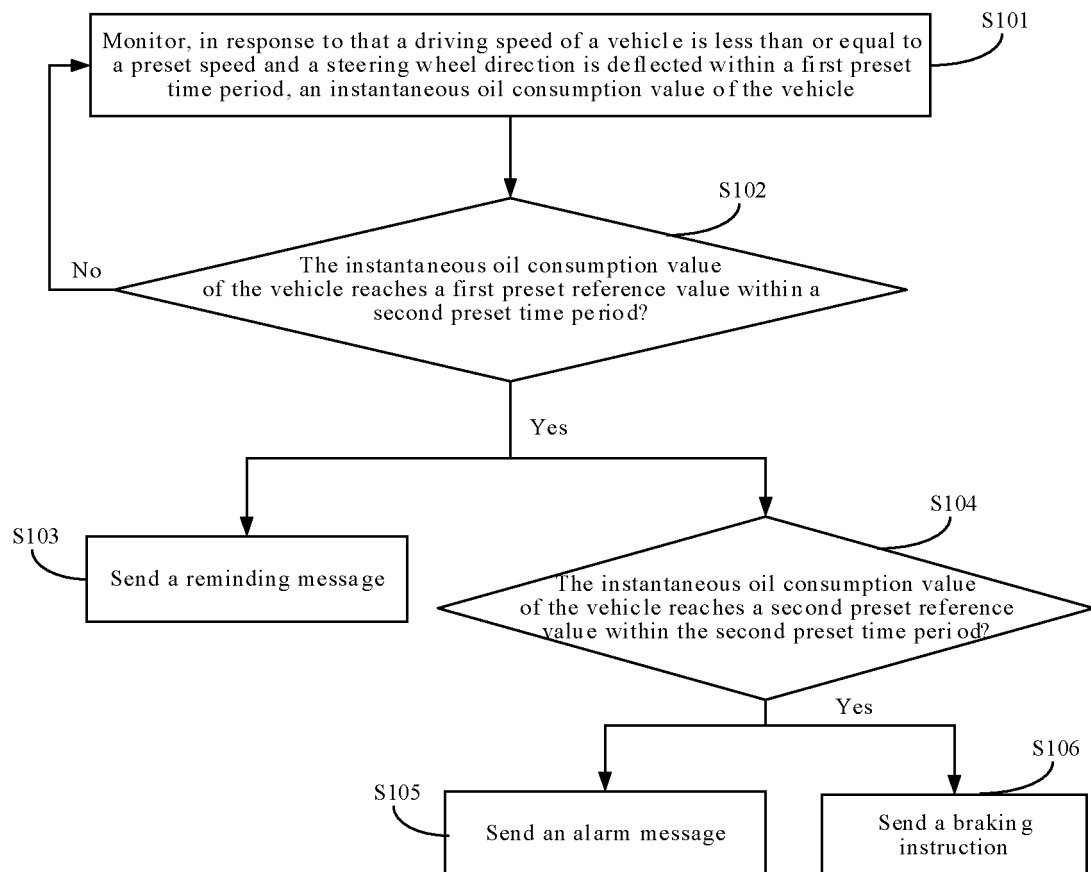 S101
Monitor, in response to that a driving speed of a vehicle is less than or equal to
a preset speed and a steering wheel direction is deflected within a first preset
time period, an instantaneous oil consumption value of the vehicle
S102
No
The instantaneous oil consumption value
of the vehicle reaches a first preset reference value within a
second preset time period?
Yes
S103
Send a reminding message
S104
The instantaneous oil consumption value
of the vehicle reaches a second preset reference
value within the second preset time period?
Yes
S105
Send an alarm message
S106
Send a braking
instruction